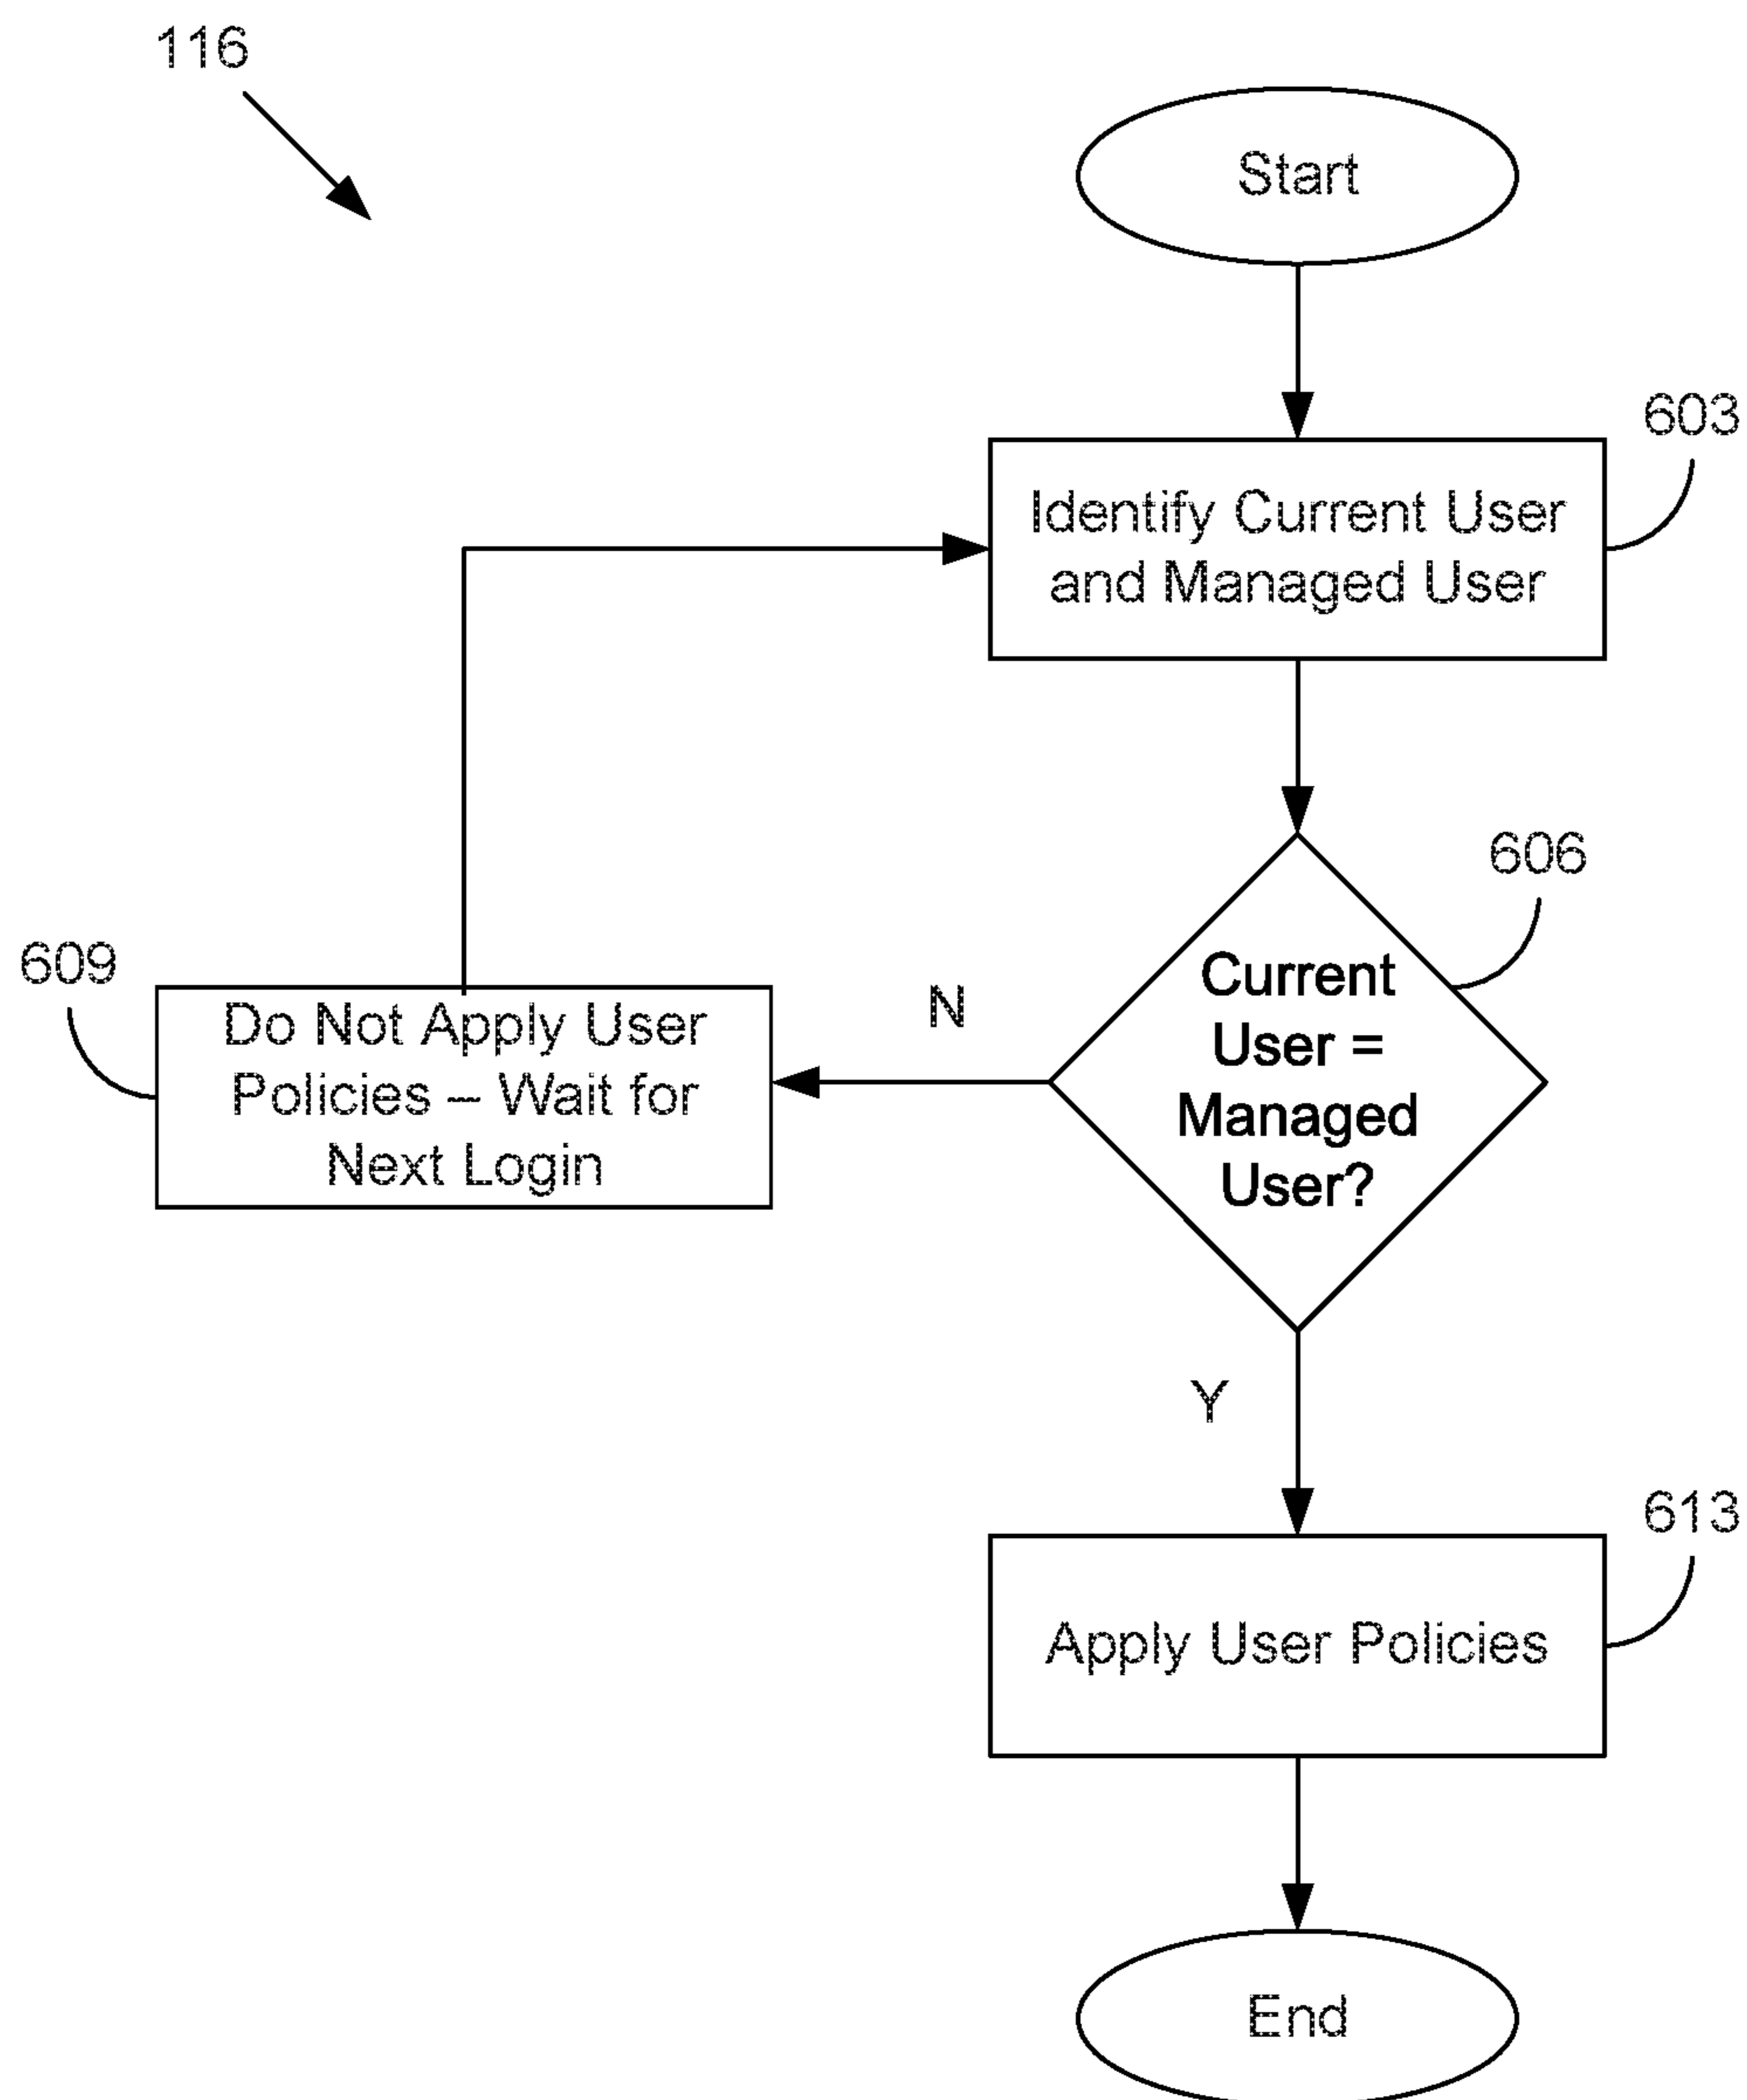 116
Start
603
Identify Current User
and Managed User
606
Current
User =
Managed
User?
N
609
Do Not Apply User
Policies – Wait for
Next Login
Y
613
Apply User Policies
End